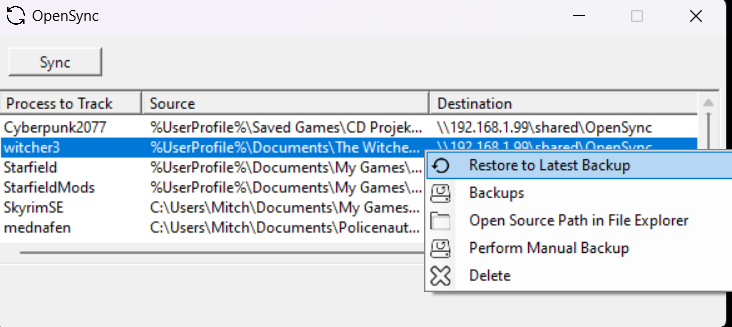 OpenSync
Sync
Process to Track Source Destination
Cyberpunk2077 %UserProfile%\Saved Games\CD Projek... \\192.168.1.99\shared\OpenSync
witcher3 %UserProfile%\Documents\The Witche... \\192.168.1.99\shared\OpenSync
Starfield %UserProfile%\Documents\My Games\...
StarfieldMods %UserProfile%\Documents\My Games\...
SkyrimSE C:\Users\Mitch\Documents\My Games...
mednafen C:\Users\Mitch\Documents\Policenaut...
Restore to Latest Backup
Backups
Open Source Path in File Explorer
Perform Manual Backup
Delete